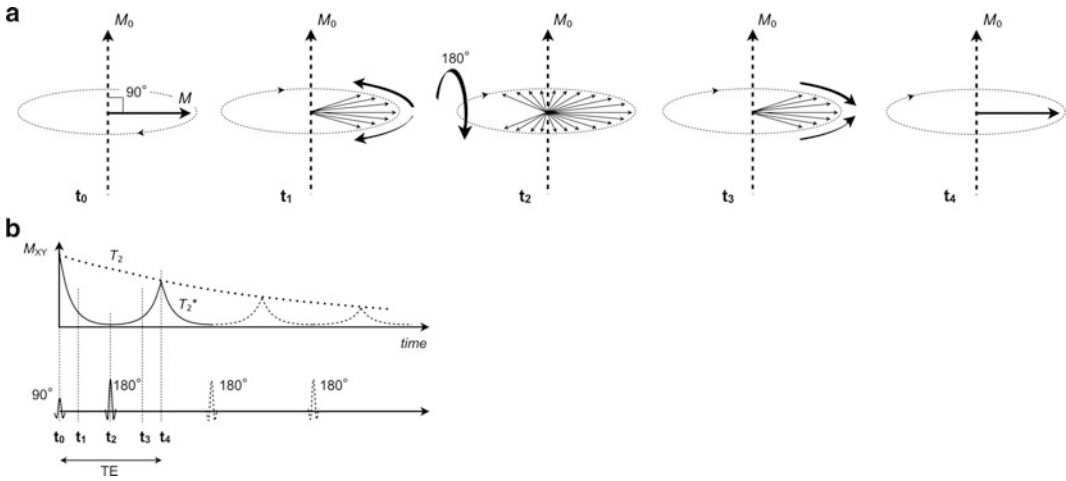 a
M₀ M₀ M₀ M₀ M₀
90° M 180°
t₀ t₁ t₂ t₃ t₄
b
M_XY T₂
T₂*
time
90° 180° 180° 180°
t₀ t₁ t₂ t₃ t₄
TE